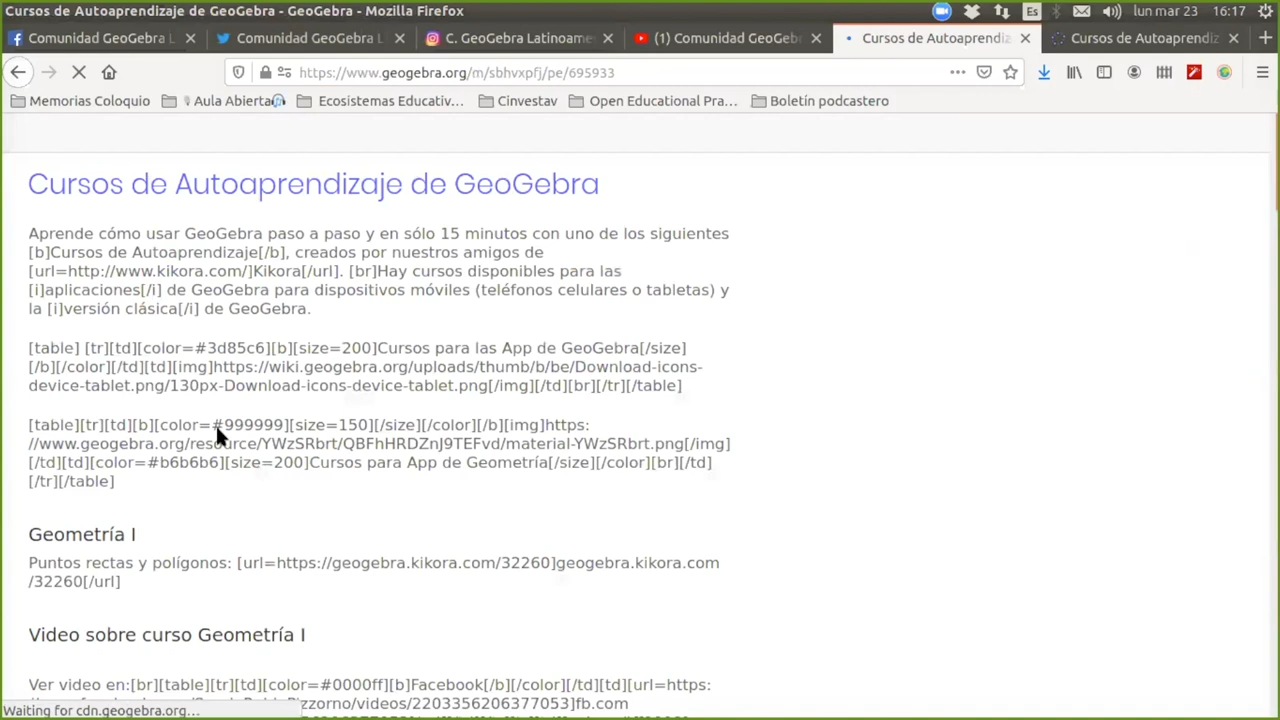 Cursos de Autoaprendizaje de GeoGebra - GeoGebra - Mozilla Firefox
Es
lun mar 23
16:17
Comunidad GeoGebra L
Comunidad GeoGebra L
C. GeoGebra Latinoame
(1) Comunidad GeoGeb
Cursos de Autoaprendiz
Cursos de Autoaprendiz
https://www.geogebra.org/m/sbhvxpfj/pe/695933
Memorias Coloquio
Aula Abierta
Ecosistemas Educativ...
Cinvestav
Open Educational Pra...
Boletín podcastero
Cursos de Autoaprendizaje de GeoGebra
Aprende cómo usar GeoGebra paso a paso y en sólo 15 minutos con uno de los siguientes
[b]Cursos de Autoaprendizaje[/b], creados por nuestros amigos de
[url=http://www.kikora.com/]Kikora[/url]. [br]Hay cursos disponibles para las
[i]aplicaciones[/i] de GeoGebra para dispositivos móviles (teléfonos celulares o tabletas) y
la [i]versión clásica[/i] de GeoGebra.
[table] [tr][td][color=#3d85c6][b][size=200]Cursos para las App de GeoGebra[/size]
[/b][/color][/td][td][img]https://wiki.geogebra.org/uploads/thumb/b/be/Download-icons-
device-tablet.png/130px-Download-icons-device-tablet.png[/img][/td][br][/tr][/table]
[table][tr][td][b][color=#999999][size=150][/size][/color][/b][img]https:
//www.geogebra.org/resource/YWzSRbrt/QBFhHRDZnJ9TEFvd/material-YWzSRbrt.png[/img]
[/td][td][color=#b6b6b6][size=200]Cursos para App de Geometría[/size][/color][br][/td]
[/tr][/table]
Geometría I
Puntos rectas y polígonos: [url=https://geogebra.kikora.com/32260]geogebra.kikora.com
/32260[/url]
Video sobre curso Geometría I
Ver video en:[br][table][tr][td][color=#0000ff][b]Facebook[/b][/color][/td][td][url=https:
Waiting for cdn.geogebra.org...